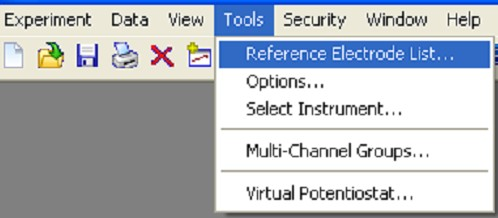 Experiment Data View Tools Security Window Help
Reference Electrode List...
Options...
Select Instrument...
Multi-Channel Groups...
Virtual Potentiostat...